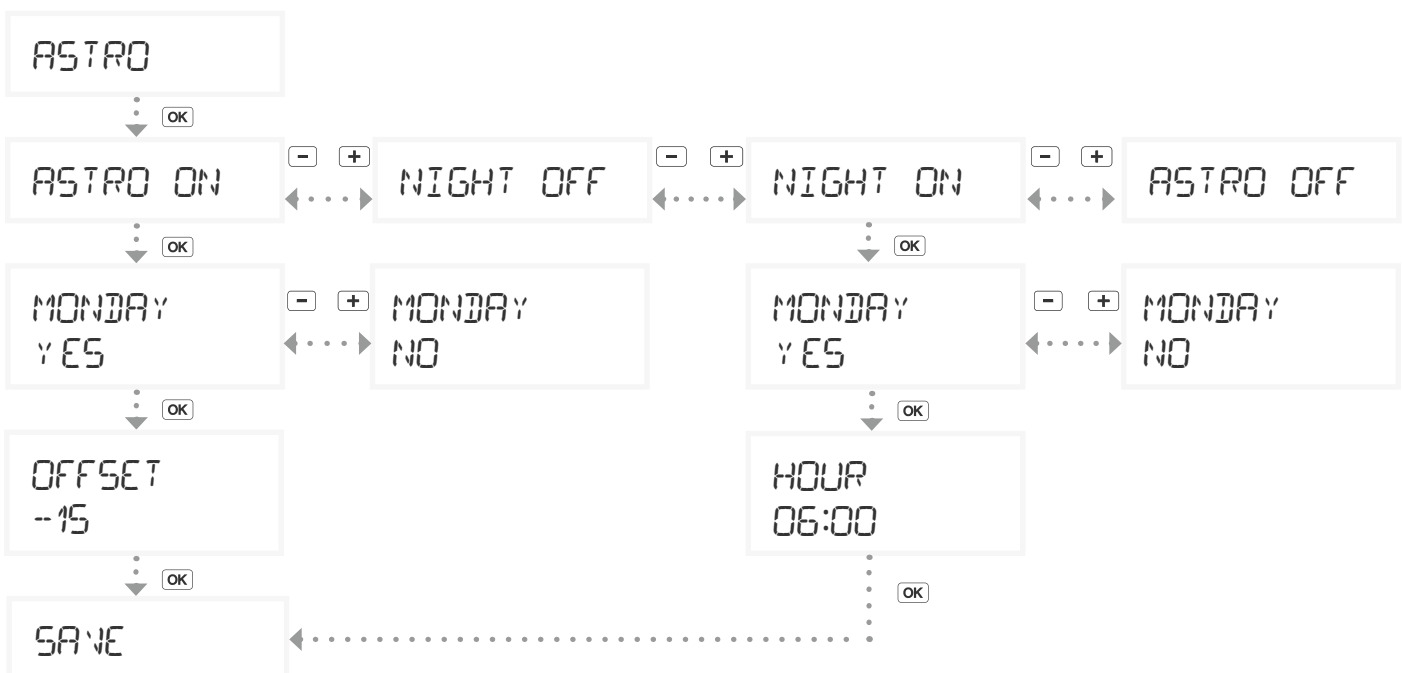 ASTRO
OK
- +
- +
- +
ASTRO ON
NIGHT OFF
NIGHT ON
ASTRO OFF
OK
OK
MONDAY
YES
- +
MONDAY
NO
MONDAY
YES
- +
MONDAY
NO
OK
OK
OFFSET
--15
HOUR
06:00
OK
OK
SAVE